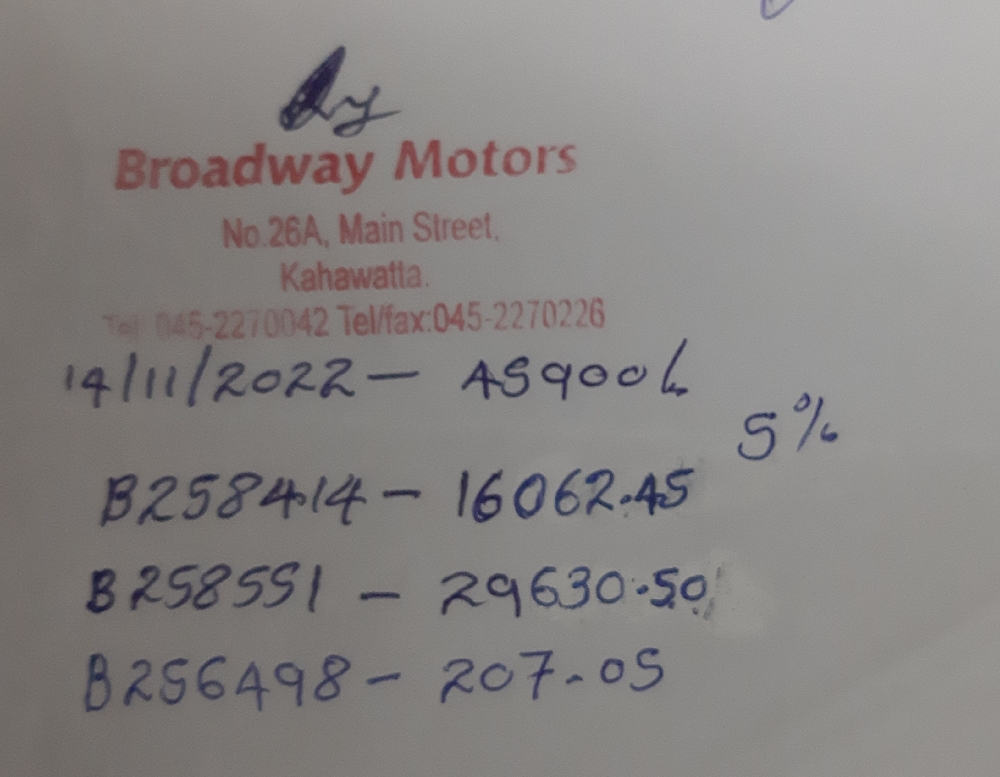 Broadway Motors
No.26A, Main Street,
Kahawatta.
Tel: 045-2270042 Tel/fax:045-2270226
14/11/2022 - 45900/-
5%
B258414 - 16062.45
B258551 - 29630.50
B256498 - 207.05